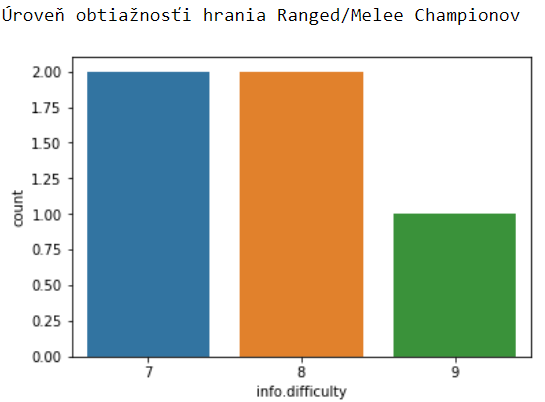 Úroveň obtiažnosťi hrania Ranged/Melee Championov
2.00
1.75
1.50
1.25
1.00
0.75
0.50
0.25
0.00
count
7 8 9
info.difficulty